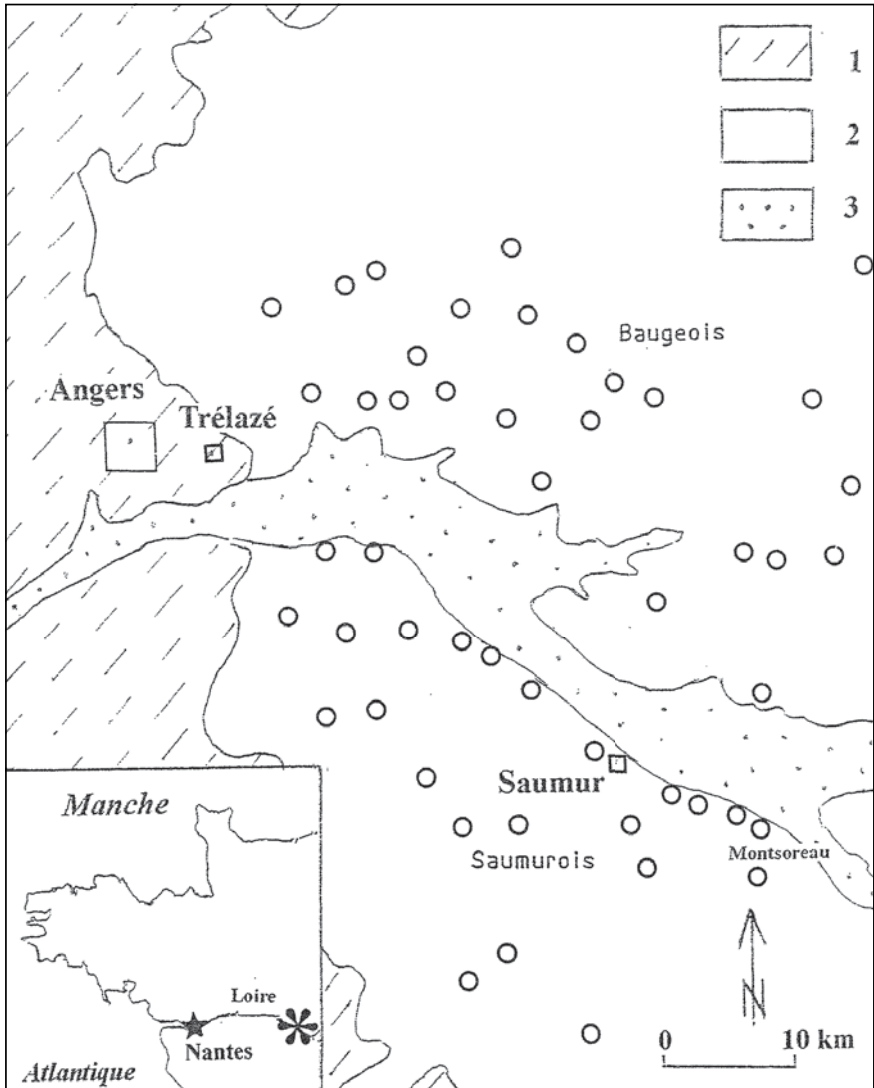 1
2
3
Baugeois
Angers
Trélazé
Saumur
Saumurois
Montsoreau
Manche
Loire
Nantes
Atlantique
N
0 10 km